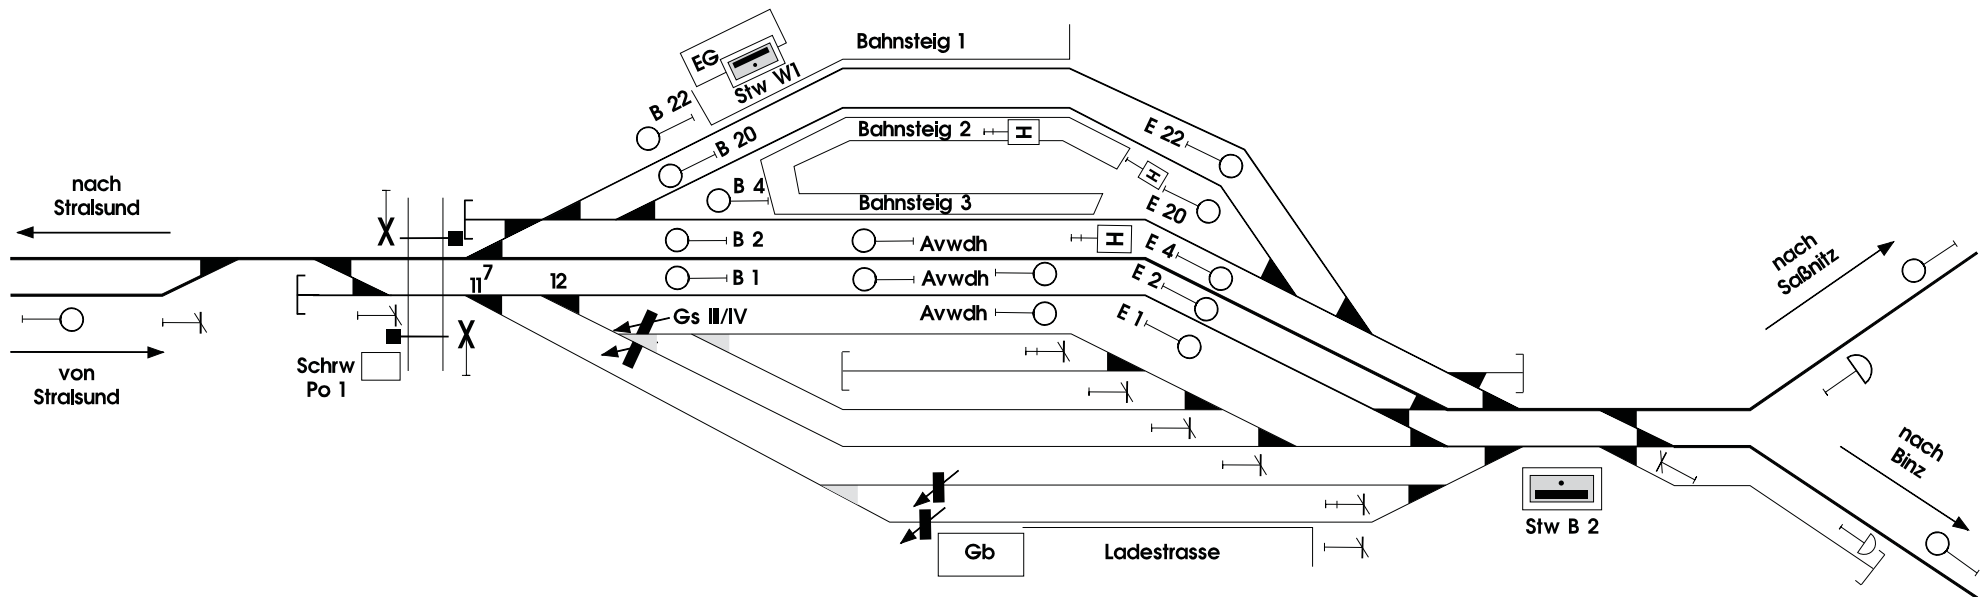 Bahnsteig 1
EG
Stw W1
B 22
B 20
Bahnsteig 2
H
E 22
H
nach
Stralsund
B 4
Bahnsteig 3
E 20
X
B 2
Avwdh
H
E 4
nach
Saßnitz
11
7
12
B 1
Avwdh
E 2
Gs II/IV
Avwdh
E 1
X
Schrw
Po 1
von
Stralsund
nach
Binz
Stw B 2
Gb
Ladestrasse